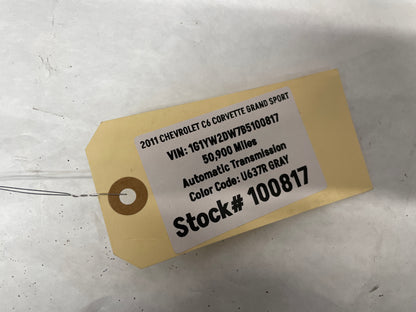 2011 CHEVROLET C6 CORVETTE GRAND SPORT
VIN: 1G1YW2DW7B5100817
50,900 Miles
Automatic Transmission
Color Code: U637R GRAY
Stock# 100817